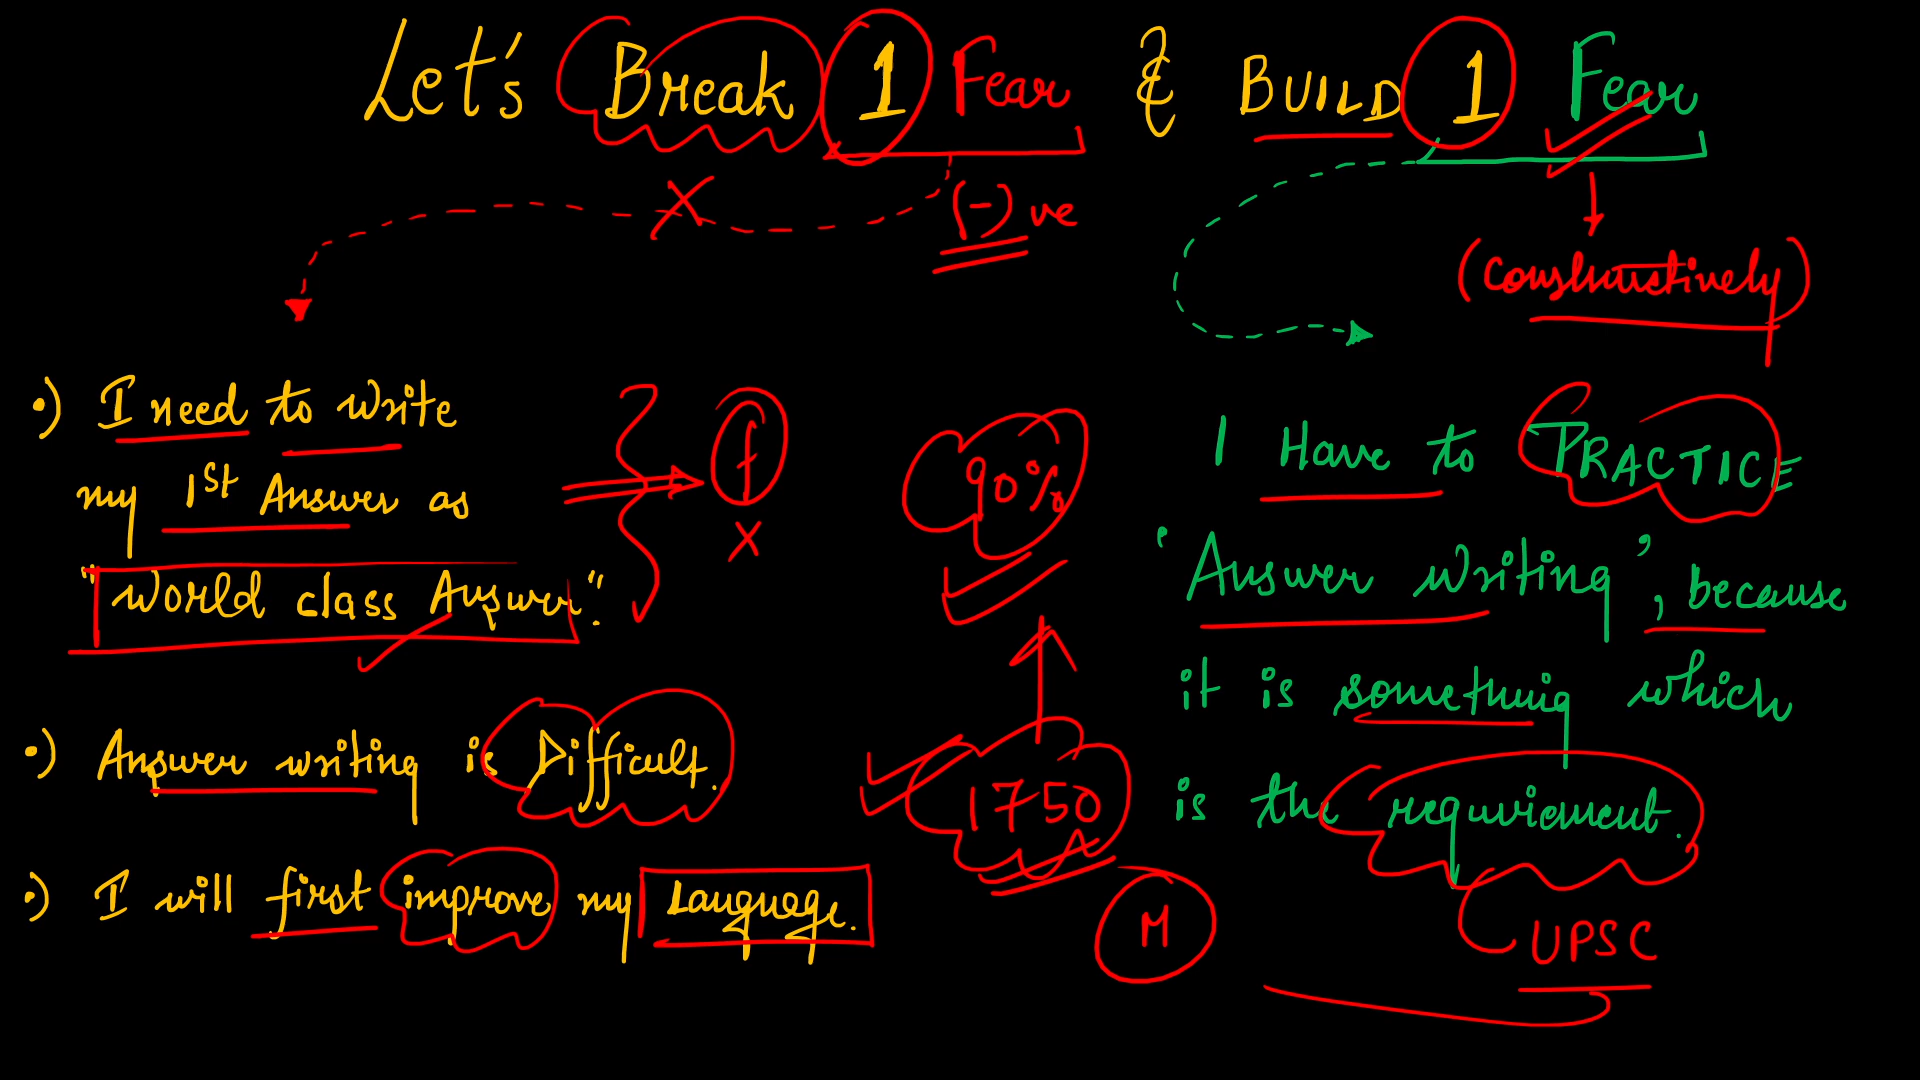 Let's Break 1 Fear & BUILD 1 Fear
(-) ve
(constructively)
•) I need to write
my 1st Answer as
"world class Answer."
f
x
•) Answer writing is Difficult.
•) I will first improve my Language.
90%
1750
M
I Have to PRACTICE
'Answer writing', because
it is something which
is the requirement.
UPSC